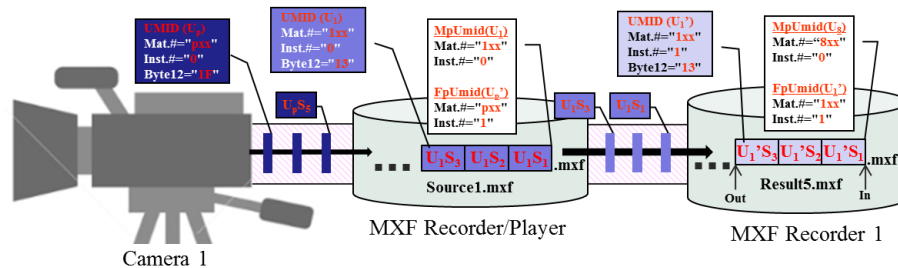 UMID (Up)
Mat.#="pxx"
Inst.#="0"
Byte12="1F"
UMID (U1)
Mat.#="1xx"
Inst.#="0"
Byte12="13"
MpUmid(U1)
Mat.#="1xx"
Inst.#="0"
FpUmid(Up')
Mat.#="pxx"
Inst.#="1"
UMID (U1')
Mat.#="1xx"
Inst.#="1"
Byte12="13"
MpUmid(U8)
Mat.#="8xx"
Inst.#="0"
FpUmid(U1')
Mat.#="1xx"
Inst.#="1"
UpS5
U1S3
U1S1
U1S3 U1S2 U1S1 .mxf
Source1.mxf
U1'S3 U1'S2 U1'S1 .mxf
Result5.mxf
Out
In
Camera 1
MXF Recorder/Player
MXF Recorder 1